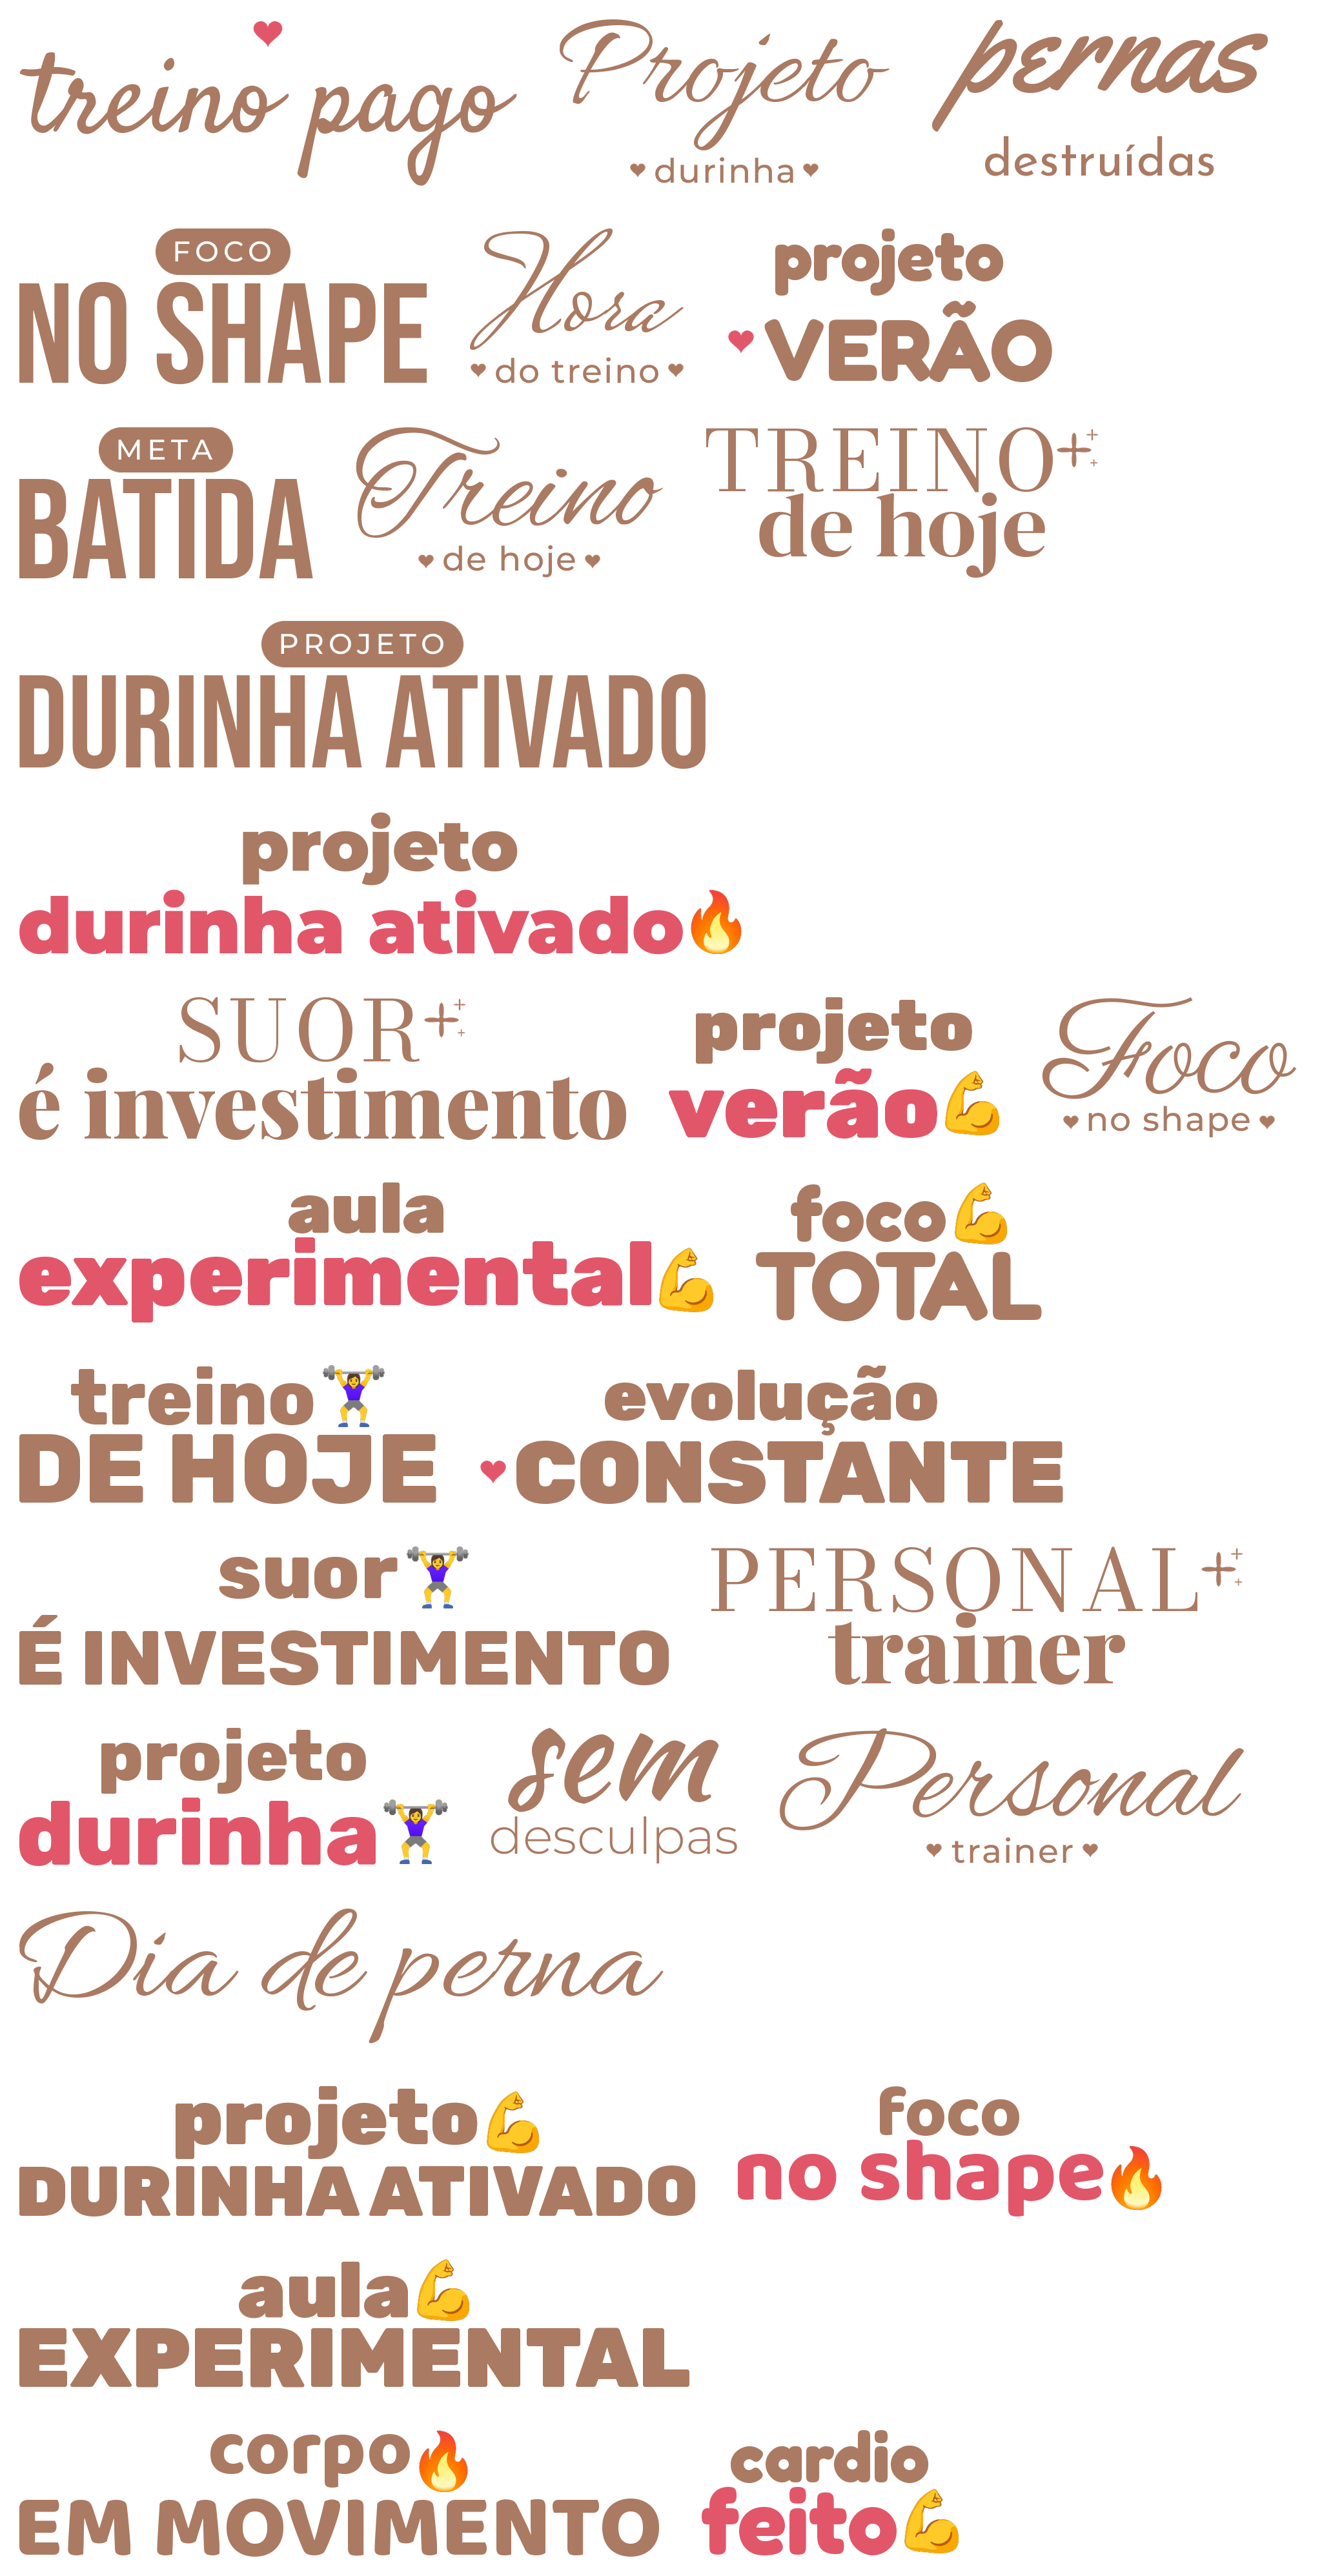 treino pago
Projeto
durinha
pernas
destruídas
FOCO
NO SHAPE
Hora
do treino
projeto
VERÃO
META
BATIDA
Treino
de hoje
TREINO
de hoje
PROJETO
DURINHA ATIVADO
projeto
durinha ativado🔥
SUOR
é investimento
projeto
verão💪
Foco
no shape
aula
experimental💪
foco💪
TOTAL
treino🏋️‍♀️
DE HOJE
evolução
CONSTANTE
suor🏋️‍♀️
É INVESTIMENTO
PERSONAL
trainer
projeto
durinha🏋️‍♀️
sem
desculpas
Personal
trainer
Dia de perna
projeto💪
DURINHA ATIVADO
foco
no shape🔥
aula💪
EXPERIMENTAL
corpo🔥
EM MOVIMENTO
cardio
feito💪